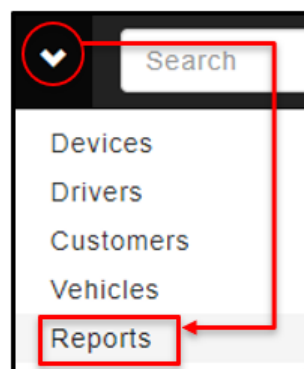 Search
Devices
Drivers
Customers
Vehicles
Reports